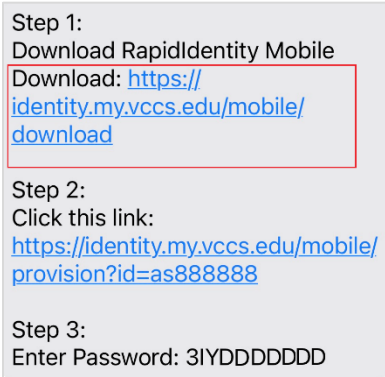 Step 1:
Download RapidIdentity Mobile
Download: https://
identity.my.vccs.edu/mobile/
download
Step 2:
Click this link:
https://identity.my.vccs.edu/mobile/
provision?id=as888888
Step 3:
Enter Password: 3IYDDDDDDD